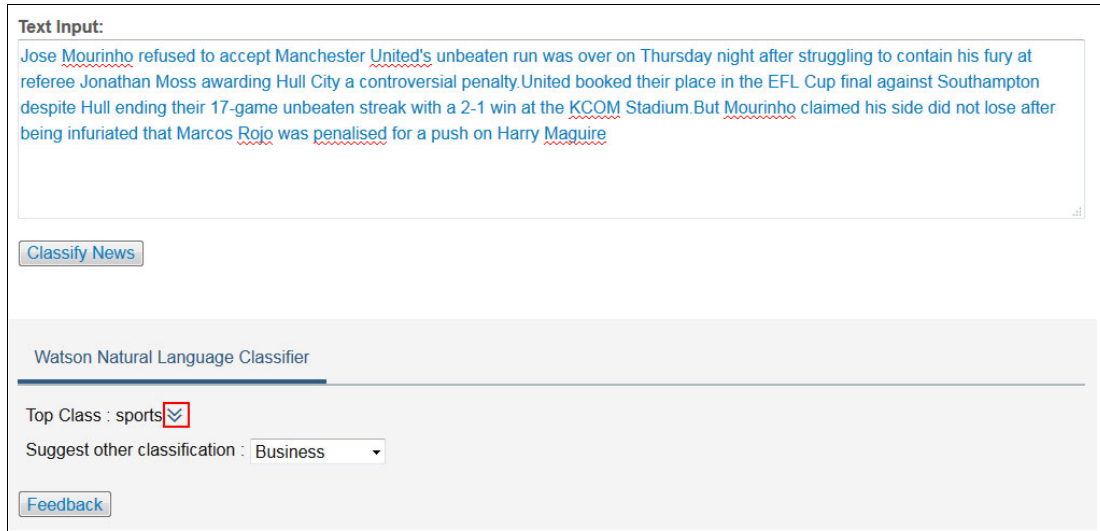 Text Input:
Jose Mourinho refused to accept Manchester United's unbeaten run was over on Thursday night after struggling to contain his fury at
referee Jonathan Moss awarding Hull City a controversial penalty.United booked their place in the EFL Cup final against Southampton
despite Hull ending their 17-game unbeaten streak with a 2-1 win at the KCOM Stadium.But Mourinho claimed his side did not lose after
being infuriated that Marcos Rojo was penalised for a push on Harry Maguire
Classify News
Watson Natural Language Classifier
Top Class : sports
Suggest other classification : Business
Feedback